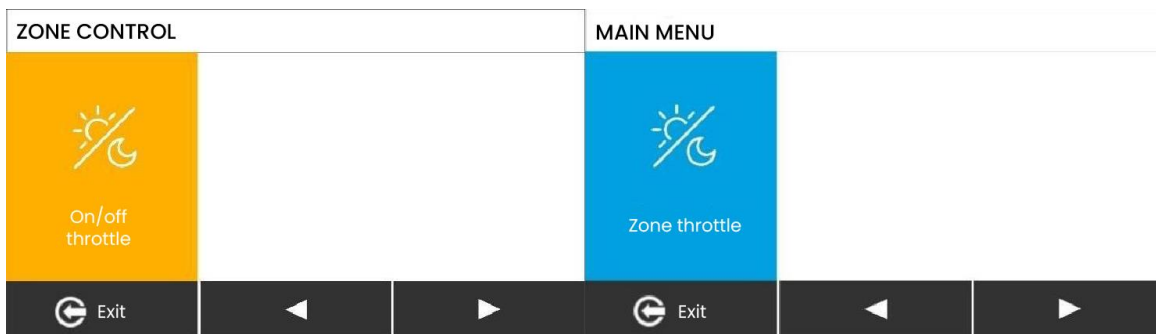 ZONE CONTROL
On/off
throttle
Exit
MAIN MENU
Zone throttle
Exit